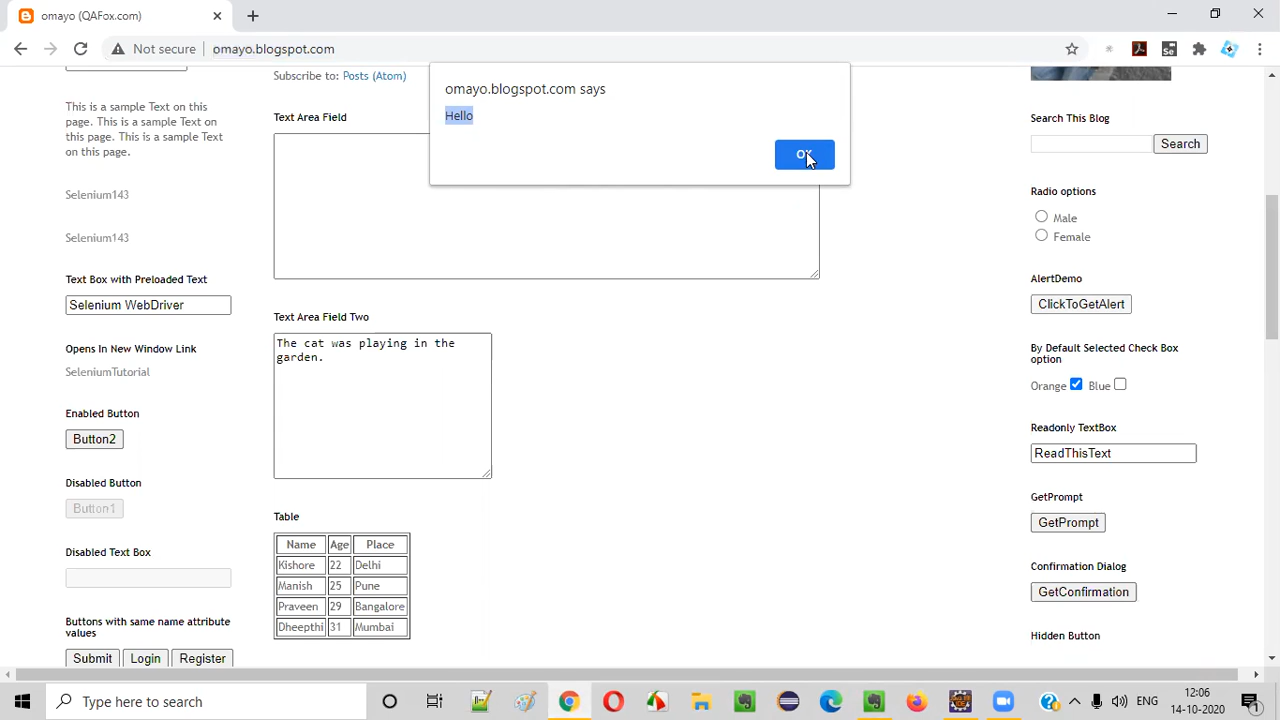 omayo (QAFox.com)
Not secure
omayo.blogspot.com
Se
omayo.blogspot.com says
Hello
OK
This is a sample Text on this
page. This is a sample Text on
this page. This is a sample Text
on this page.
Selenium143
Selenium143
Text Box with Preloaded Text
Selenium WebDriver
Opens In New Window Link
SeleniumTutorial
Enabled Button
Button2
Disabled Button
Button1
Disabled Text Box
Buttons with same name attribute
values
Submit Login Register
Subscribe to: Posts (Atom)
Text Area Field
Text Area Field Two
The cat was playing in the
garden.
Table
Name Age Place
Kishore 22 Delhi
Manish 25 Pune
Praveen 29 Bangalore
Dheepthi 31 Mumbai
Search This Blog
Search
Radio options
Male
Female
AlertDemo
ClickToGetAlert
By Default Selected Check Box
option
Orange Blue
Readonly TextBox
ReadThisText
GetPrompt
GetPrompt
Confirmation Dialog
GetConfirmation
Hidden Button
Type here to search
ENG
12:06
14-10-2020